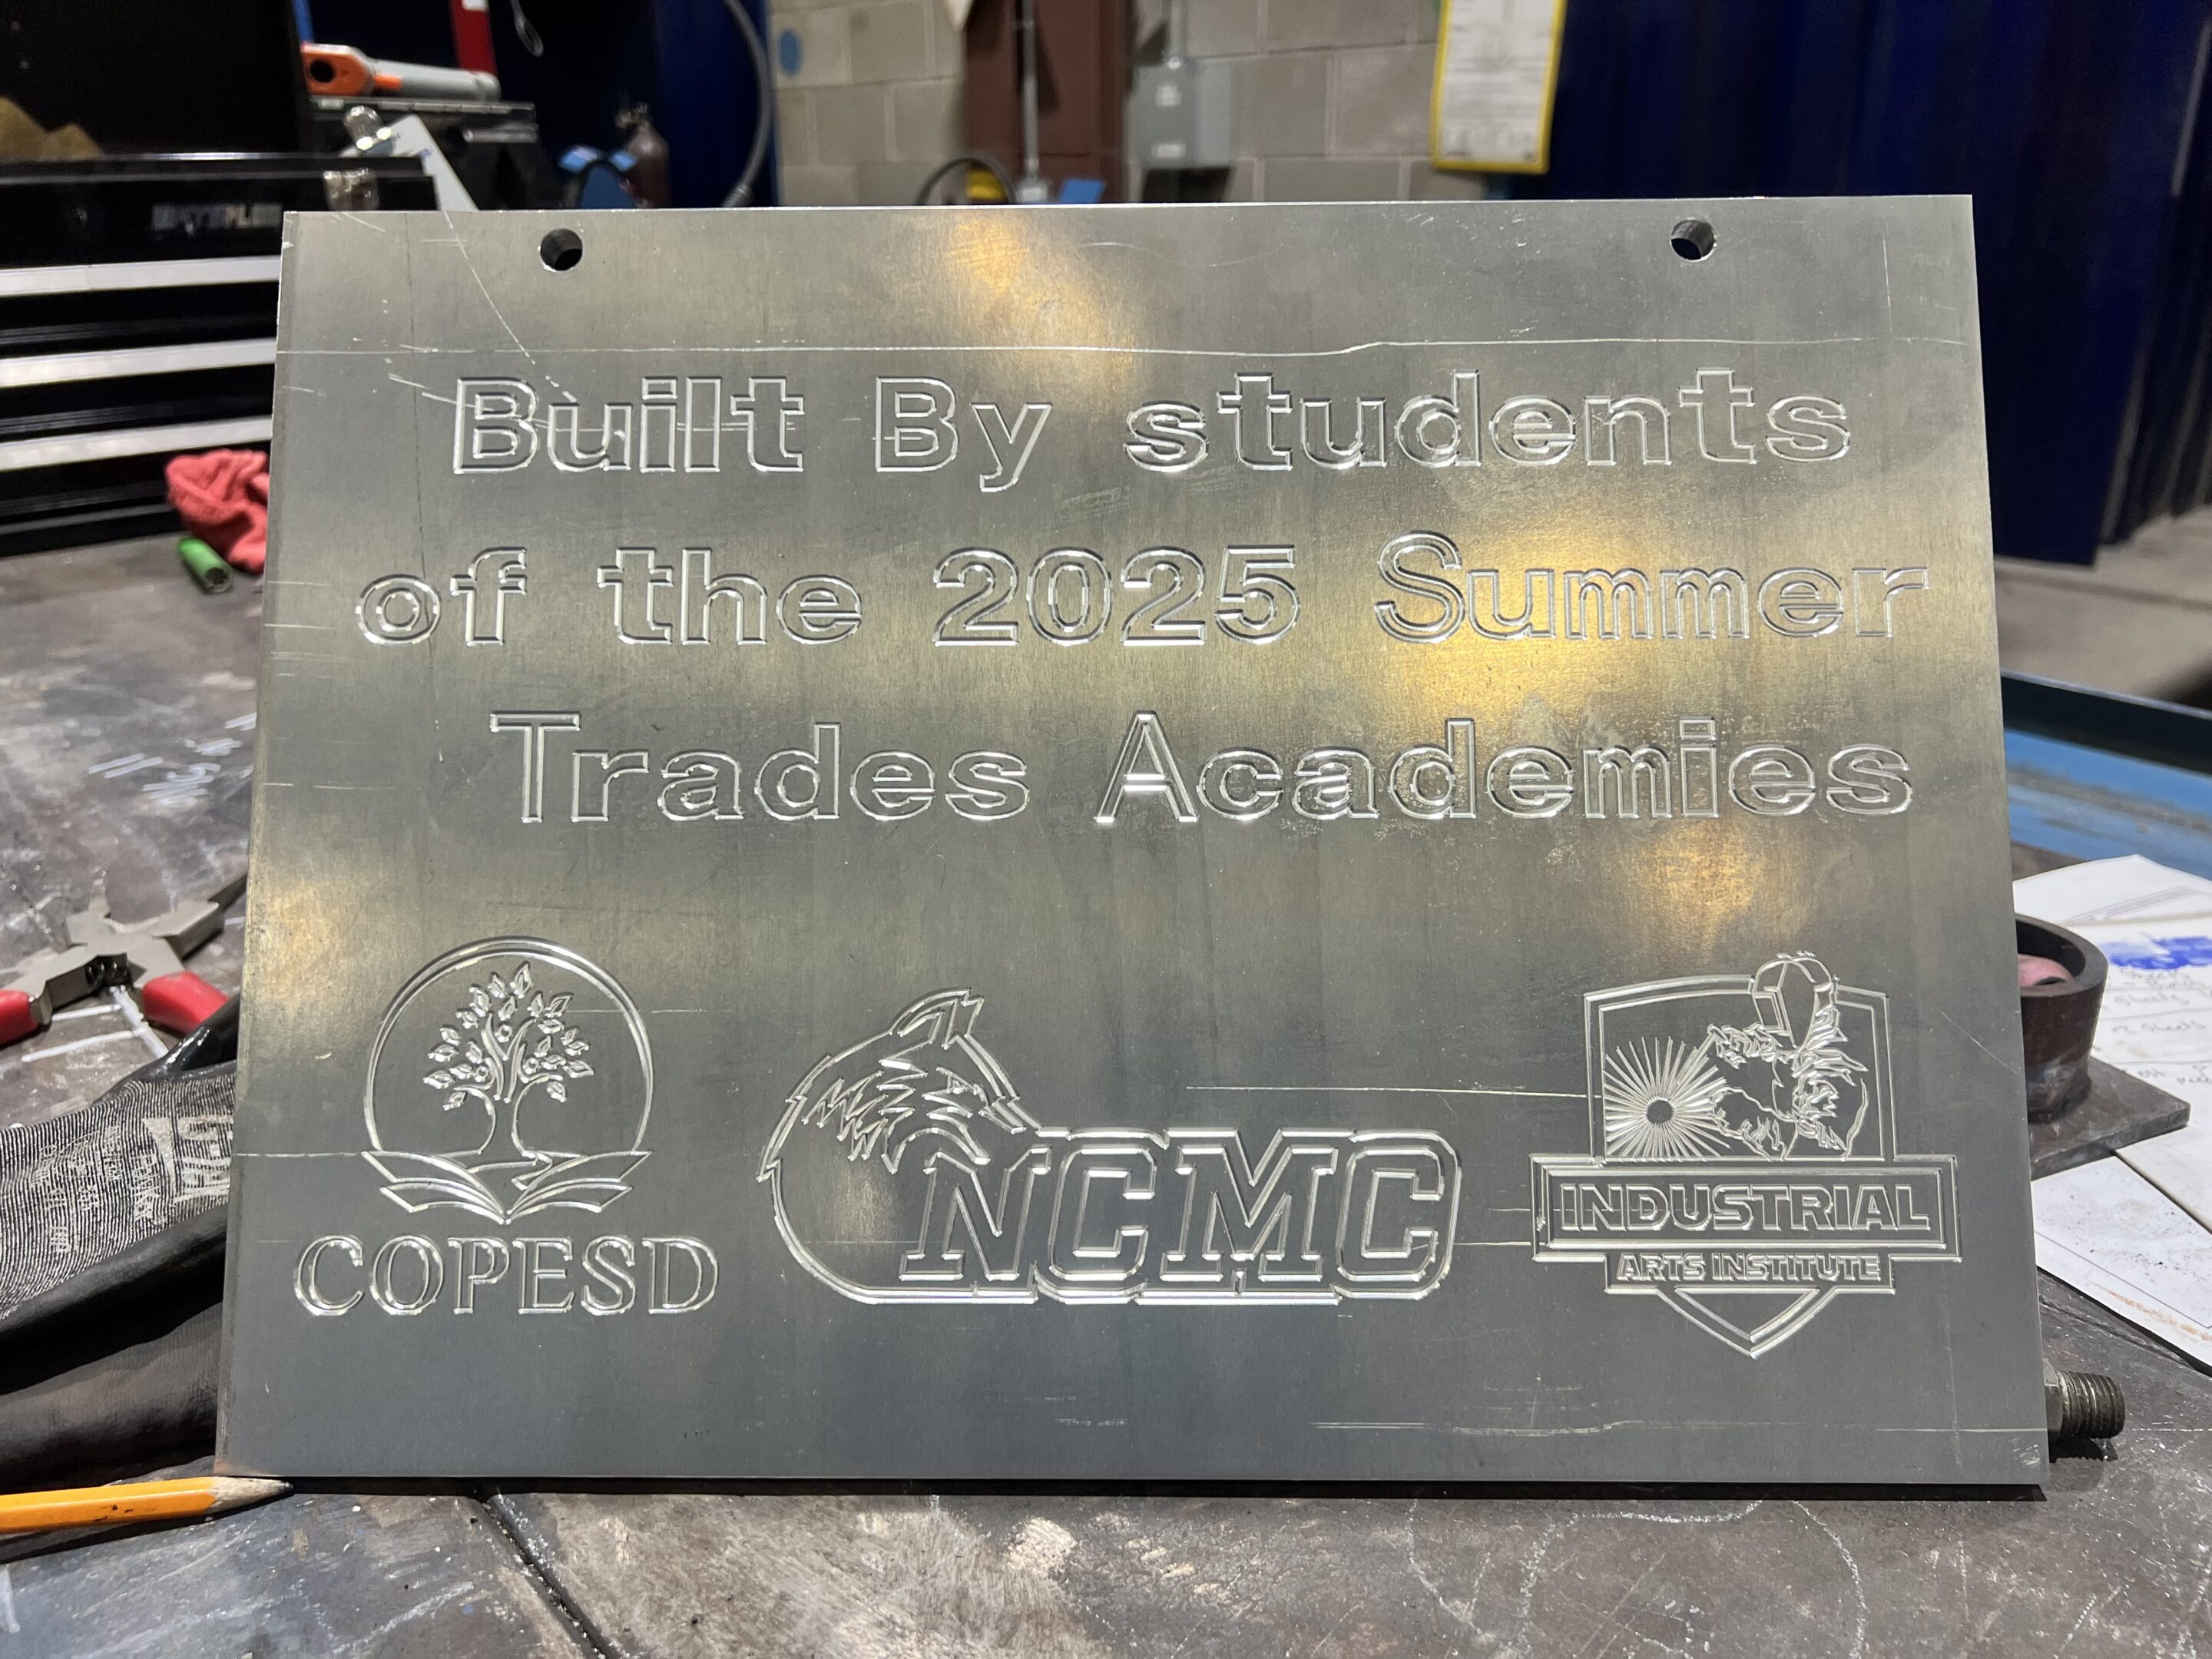 Built By students
of the 2025 Summer
Trades Academies
COPESD
NCMC
INDUSTRIAL
ARTS INSTITUTE